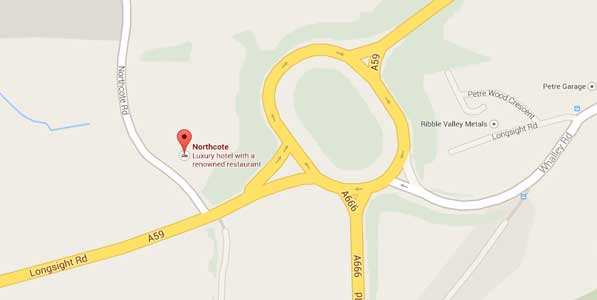 A59
Petre Garage
Northcote Rd
Petre Wood Crescent
Ribble Valley Metals
Longsight Rd
Whalley Rd
Northcote
Luxury hotel with a
renowned restaurant
A666
A59
Longsight Rd
A666